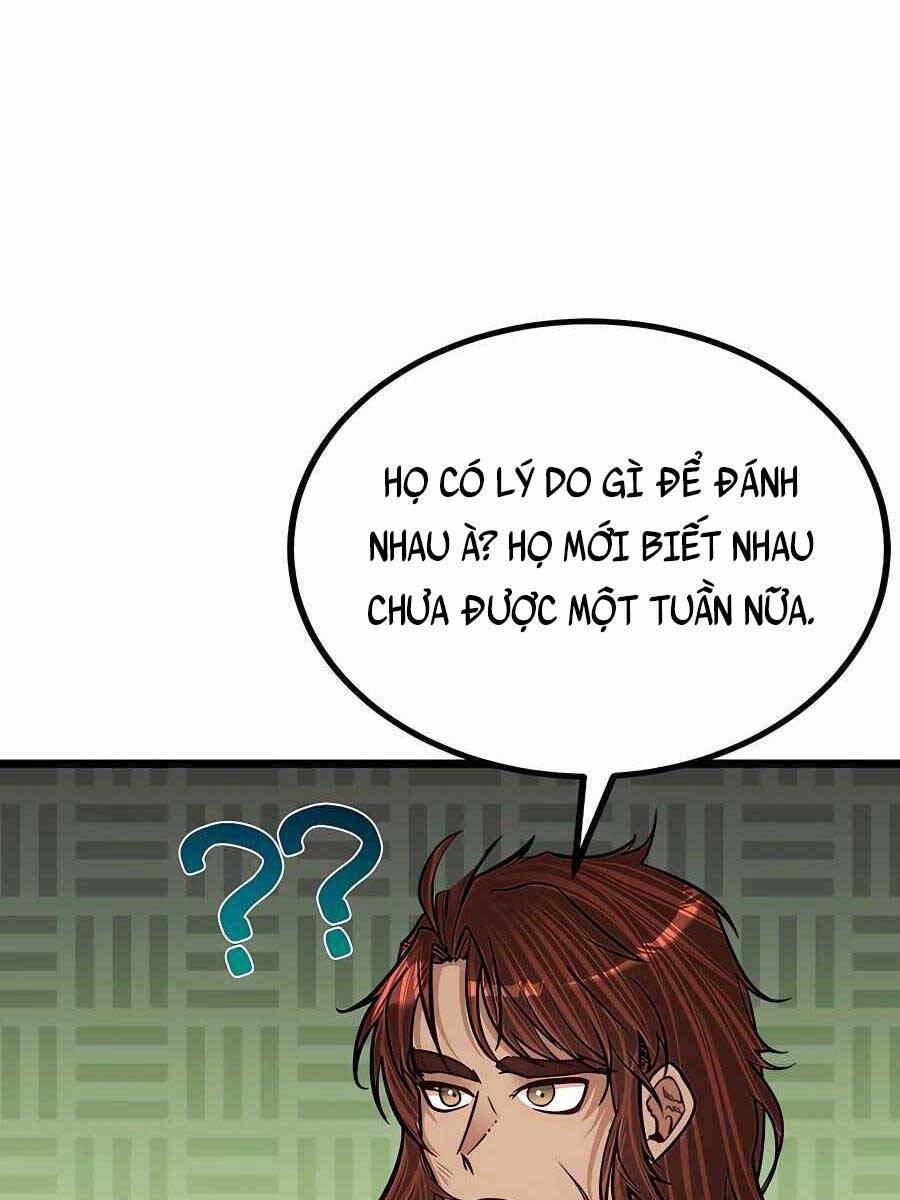 HỌ CÓ LÝ DO GÌ ĐỂ ĐÁNH
NHAU À? HỌ MỚI BIẾT NHAU
CHƯA ĐƯỢC MỘT TUẦN NỮA.
??